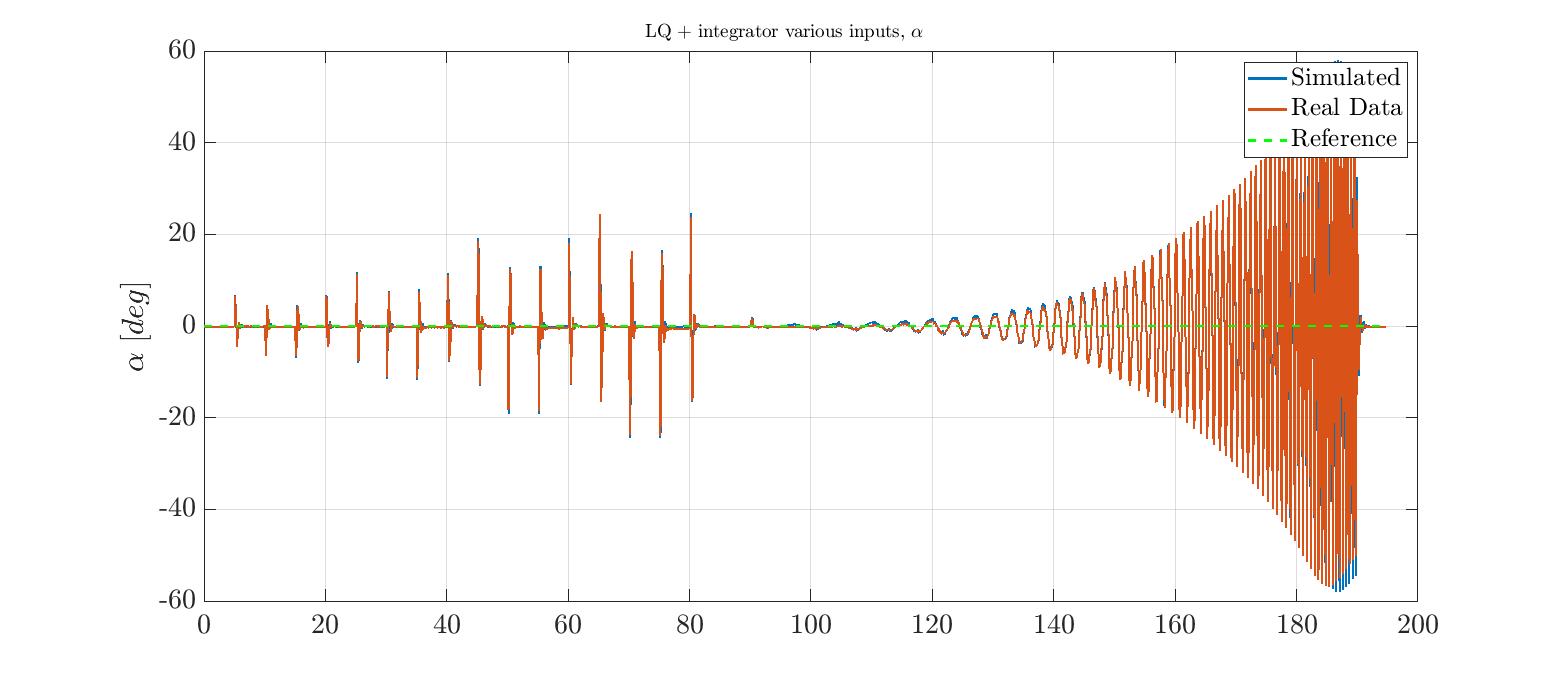 LQ + integrator various inputs, α
Simulated
Real Data
Reference
α [deg]
60
40
20
0
-20
-40
-60
0 20 40 60 80 100 120 140 160 180 200